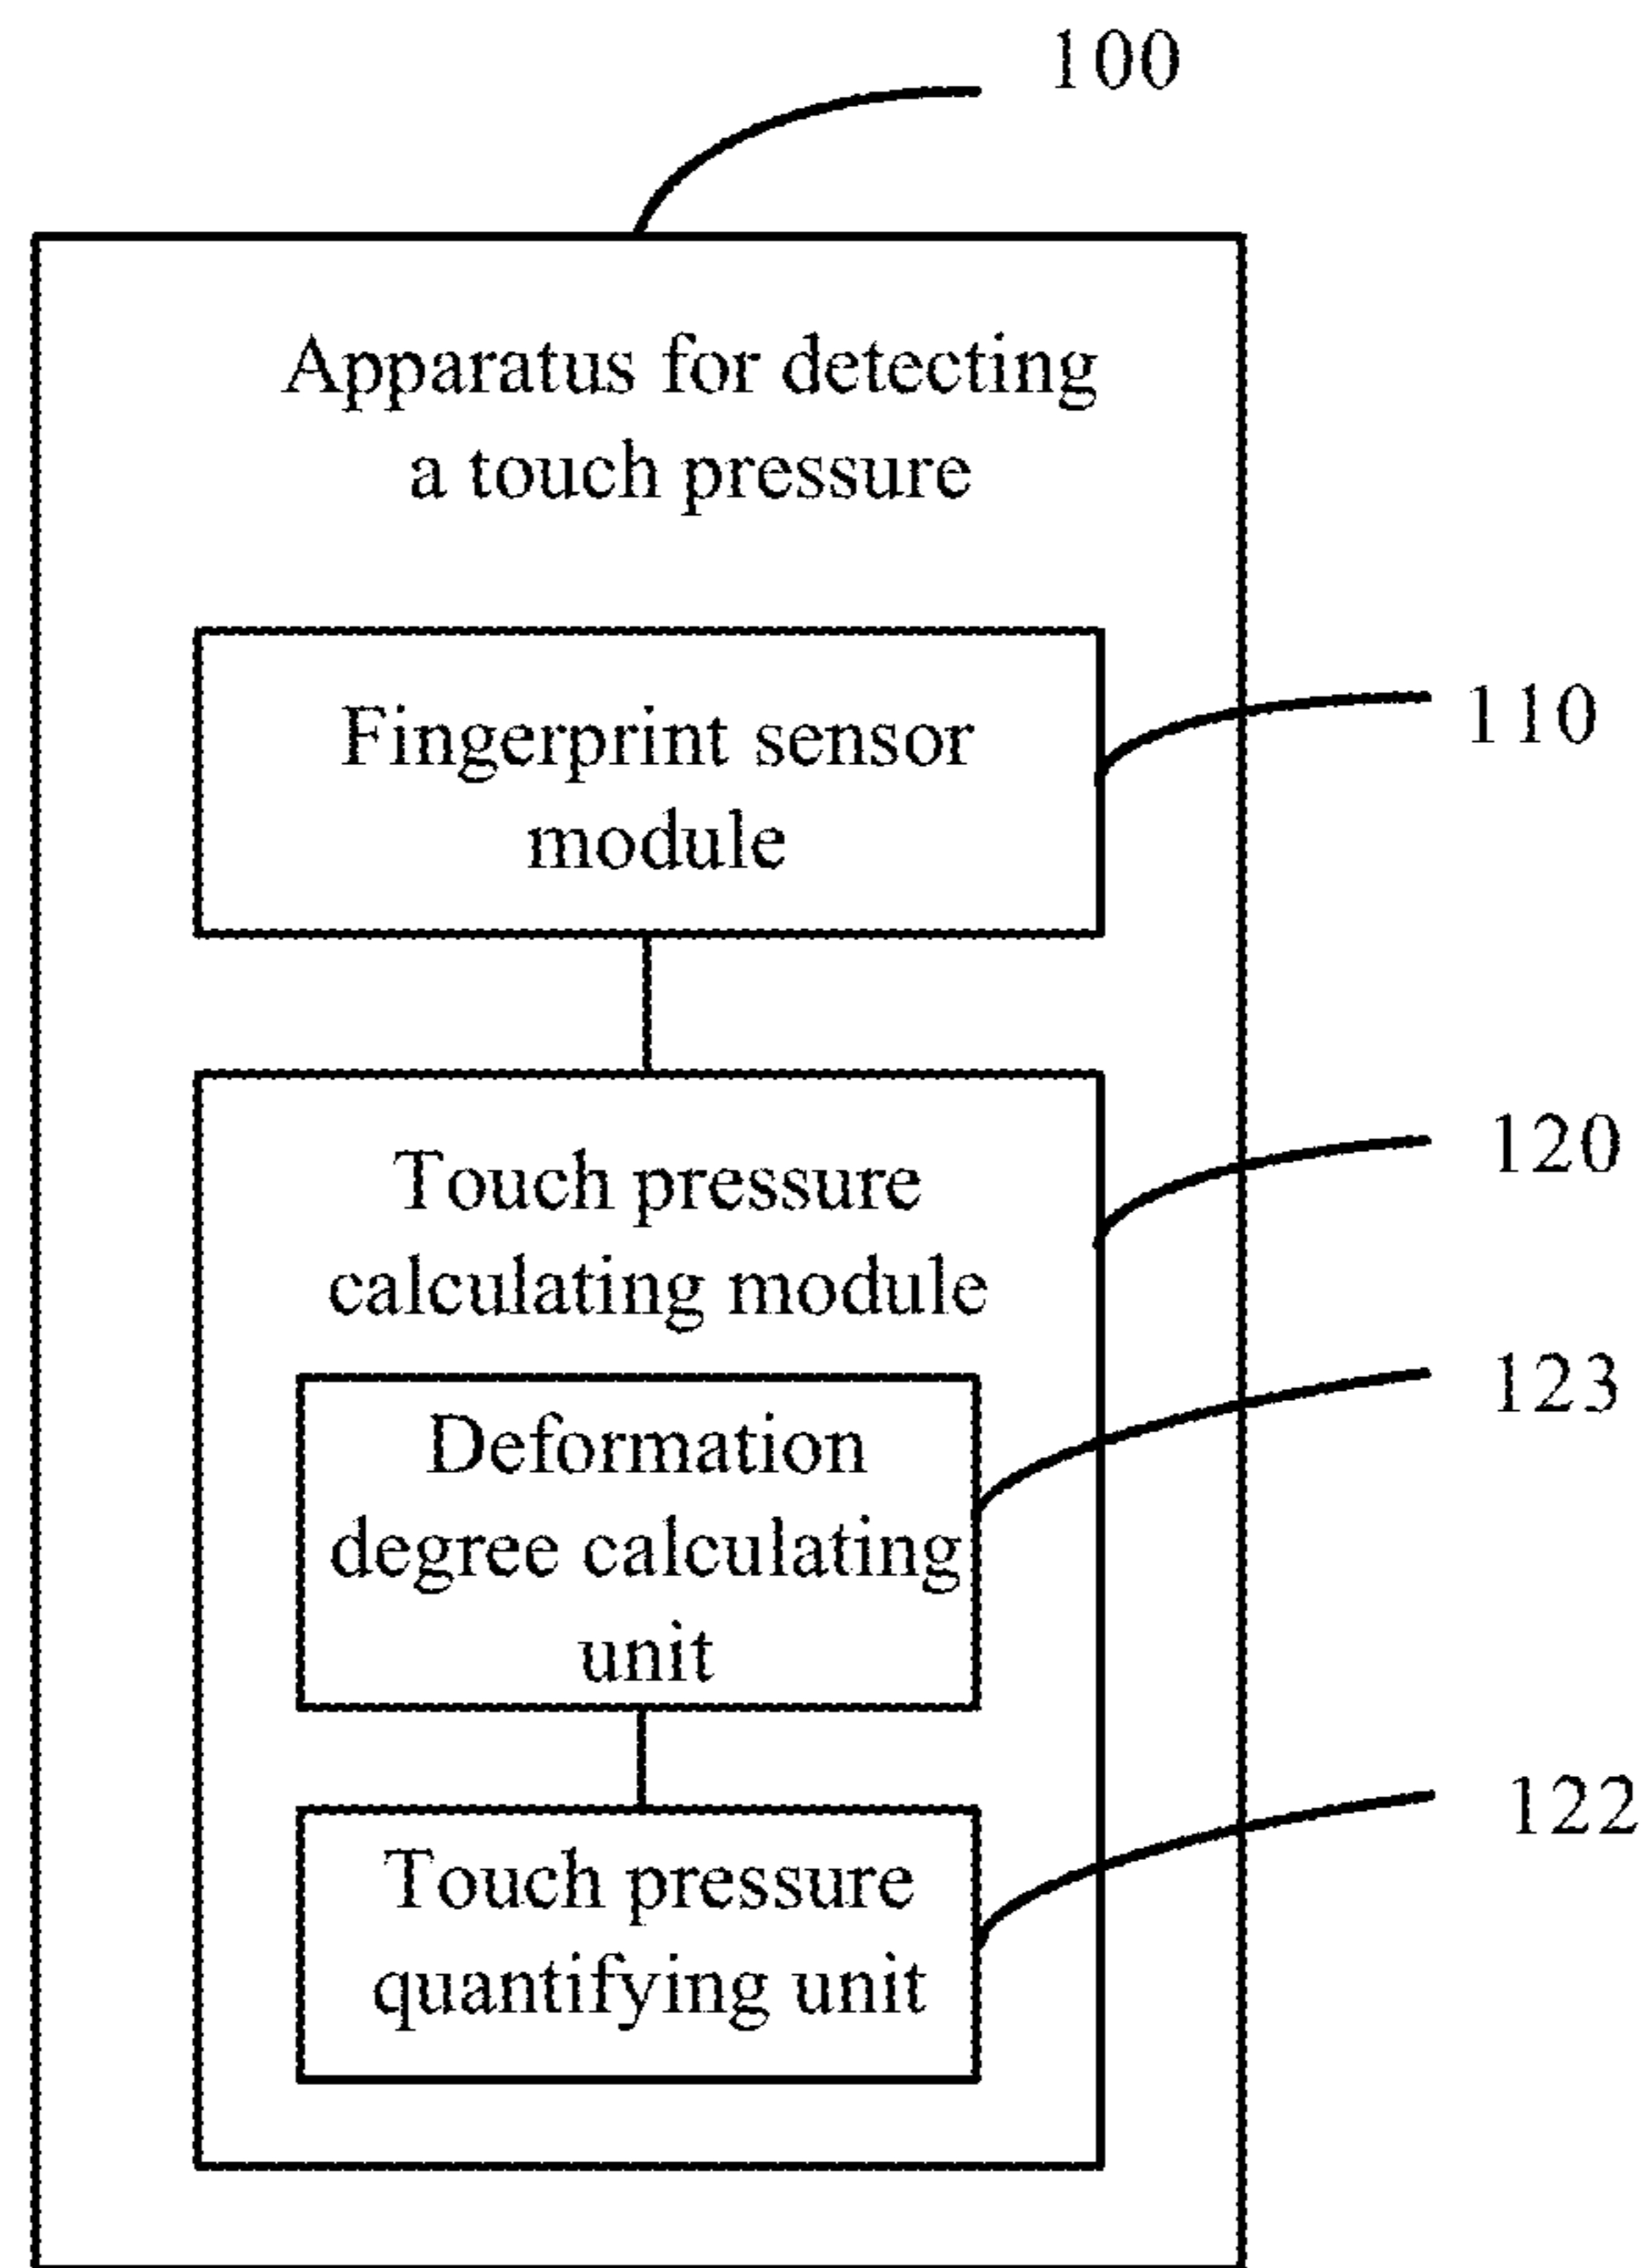 100
Apparatus for detecting
a touch pressure
Fingerprint sensor
module
110
Touch pressure
calculating module
120
Deformation
degree calculating
unit
123
Touch pressure
quantifying unit
122